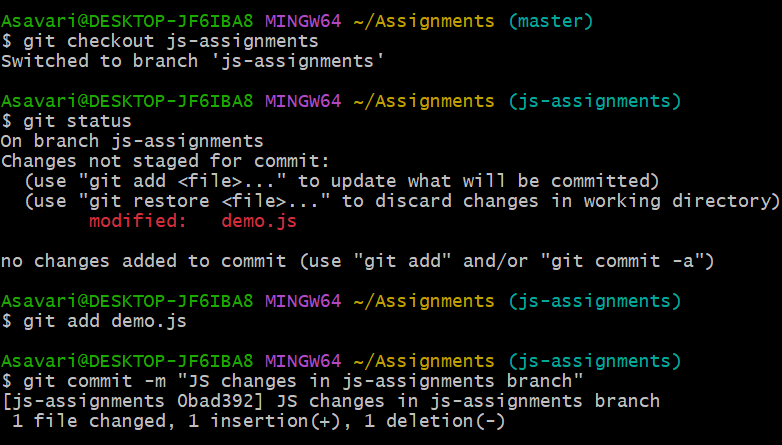 Asavari@DESKTOP-JF6IBA8 MINGW64 ~/Assignments (master)
$ git checkout js-assignments
Switched to branch 'js-assignments'
Asavari@DESKTOP-JF6IBA8 MINGW64 ~/Assignments (js-assignments)
$ git status
On branch js-assignments
Changes not staged for commit:
  (use "git add <file>..." to update what will be committed)
  (use "git restore <file>..." to discard changes in working directory)
        modified:   demo.js
no changes added to commit (use "git add" and/or "git commit -a")
Asavari@DESKTOP-JF6IBA8 MINGW64 ~/Assignments (js-assignments)
$ git add demo.js
Asavari@DESKTOP-JF6IBA8 MINGW64 ~/Assignments (js-assignments)
$ git commit -m "JS changes in js-assignments branch"
[js-assignments 0bad392] JS changes in js-assignments branch
 1 file changed, 1 insertion(+), 1 deletion(-)